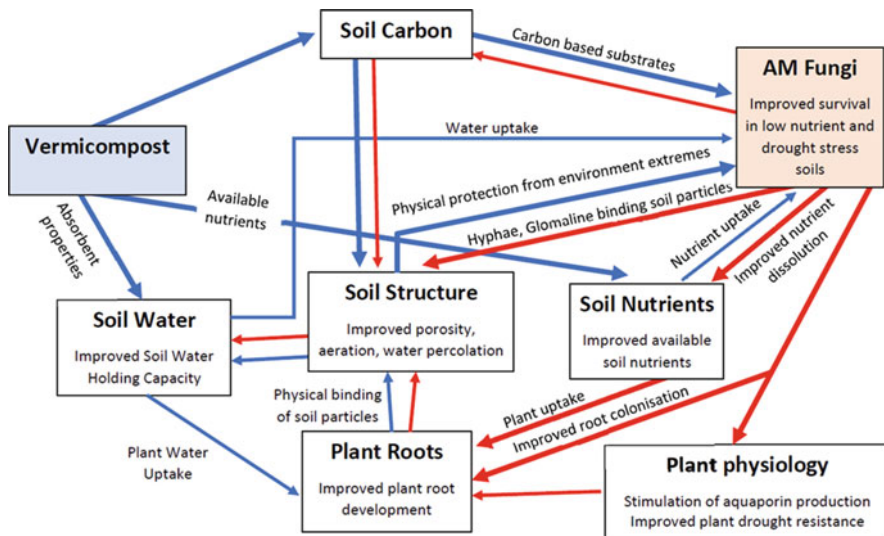 Soil Carbon
Carbon based substrates
AM Fungi
Improved survival
in low nutrient and
drought stress
soils
Vermicompost
Water uptake
Absorbent
properties
Available
nutrients
Physical protection from environment extremes
Hyphae, Glomaline binding soil particles
Nutrient uptake
Improved nutrient
dissolution
Soil Water
Improved Soil Water
Holding Capacity
Soil Structure
Improved porosity,
aeration, water percolation
Soil Nutrients
Improved available
soil nutrients
Physical binding
of soil particles
Plant uptake
Improved root colonisation
Plant Water
Uptake
Plant Roots
Improved plant root
development
Plant physiology
Stimulation of aquaporin production
Improved plant drought resistance